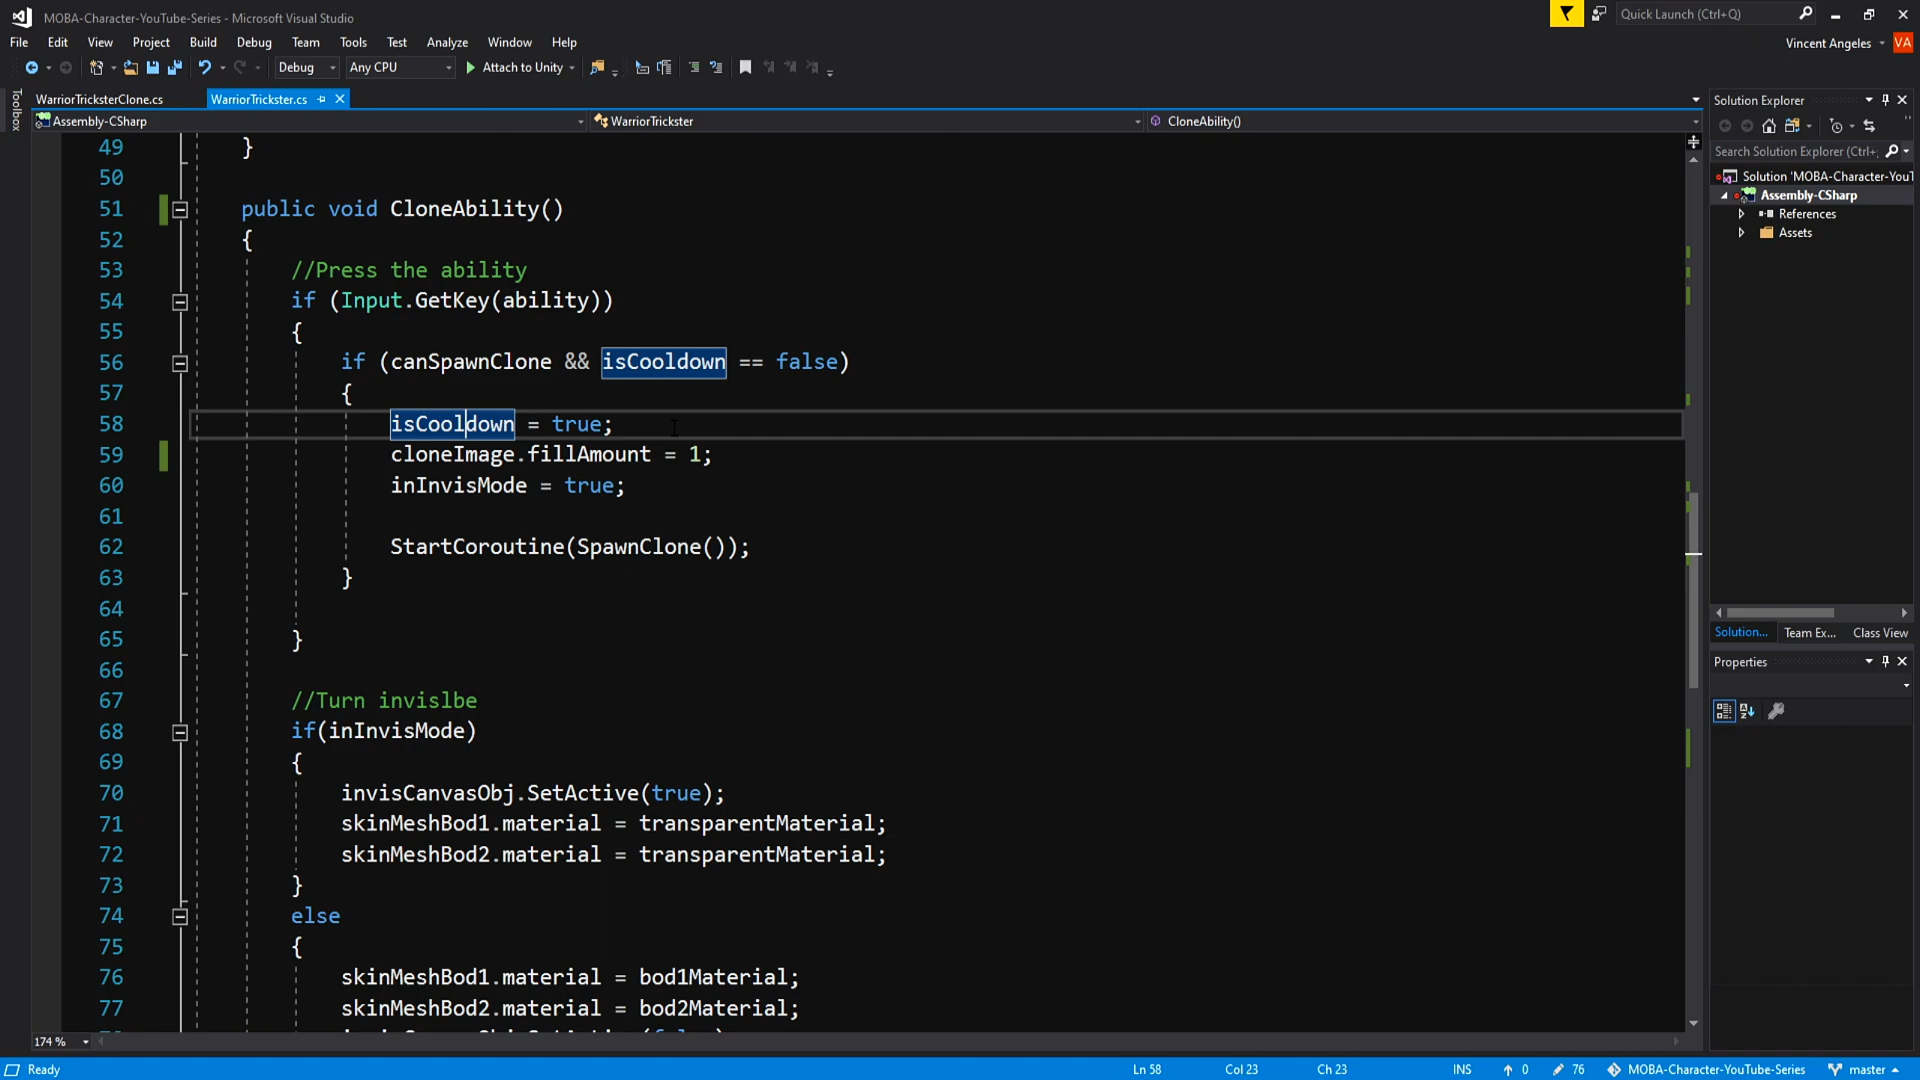 MOBA-Character-YouTube-Series - Microsoft Visual Studio
Quick Launch (Ctrl+Q)
File Edit View Project Build Debug Team Tools Test Analyze Window Help
Vincent Angeles
VA
Debug
Any CPU
Attach to Unity
Toolbox
WarriorTricksterClone.cs
WarriorTrickster.cs
Assembly-CSharp
WarriorTrickster
CloneAbility()
49 }
50
51 public void CloneAbility()
52 {
53 //Press the ability
54 if (Input.GetKey(ability))
55 {
56 if (canSpawnClone && isCooldown == false)
57 {
58 isCooldown = true;
59 cloneImage.fillAmount = 1;
60 inInvisMode = true;
61
62 StartCoroutine(SpawnClone());
63 }
64
65 }
66
67 //Turn invislbe
68 if(inInvisMode)
69 {
70 invisCanvasObj.SetActive(true);
71 skinMeshBod1.material = transparentMaterial;
72 skinMeshBod2.material = transparentMaterial;
73 }
74 else
75 {
76 skinMeshBod1.material = bod1Material;
77 skinMeshBod2.material = bod2Material;
Solution Explorer
Search Solution Explorer (Ctrl+;
Solution 'MOBA-Character-YouT
Assembly-CSharp
References
Assets
Solution... Team Ex... Class View
Properties
174 %
Ready
Ln 58
Col 23
Ch 23
INS
0
76
MOBA-Character-YouTube-Series
master